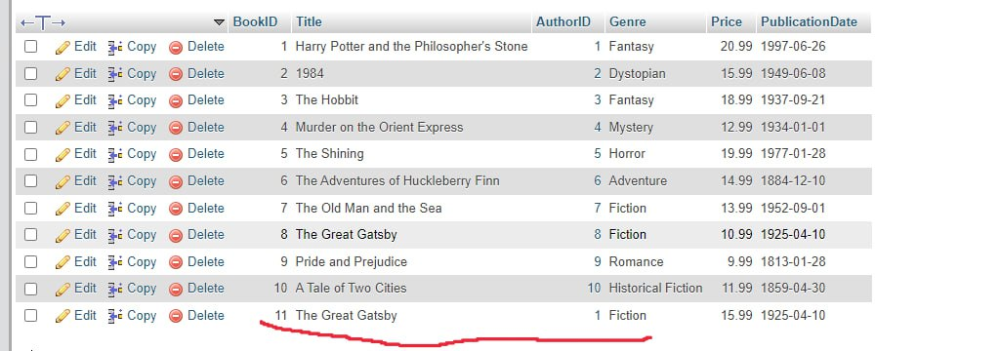 BookID Title AuthorID Genre Price PublicationDate
Edit Copy Delete 1 Harry Potter and the Philosopher's Stone 1 Fantasy 20.99 1997-06-26
Edit Copy Delete 2 1984 2 Dystopian 15.99 1949-06-08
Edit Copy Delete 3 The Hobbit 3 Fantasy 18.99 1937-09-21
Edit Copy Delete 4 Murder on the Orient Express 4 Mystery 12.99 1934-01-01
Edit Copy Delete 5 The Shining 5 Horror 19.99 1977-01-28
Edit Copy Delete 6 The Adventures of Huckleberry Finn 6 Adventure 14.99 1884-12-10
Edit Copy Delete 7 The Old Man and the Sea 7 Fiction 13.99 1952-09-01
Edit Copy Delete 8 The Great Gatsby 8 Fiction 10.99 1925-04-10
Edit Copy Delete 9 Pride and Prejudice 9 Romance 9.99 1813-01-28
Edit Copy Delete 10 A Tale of Two Cities 10 Historical Fiction 11.99 1859-04-30
Edit Copy Delete 11 The Great Gatsby 1 Fiction 15.99 1925-04-10